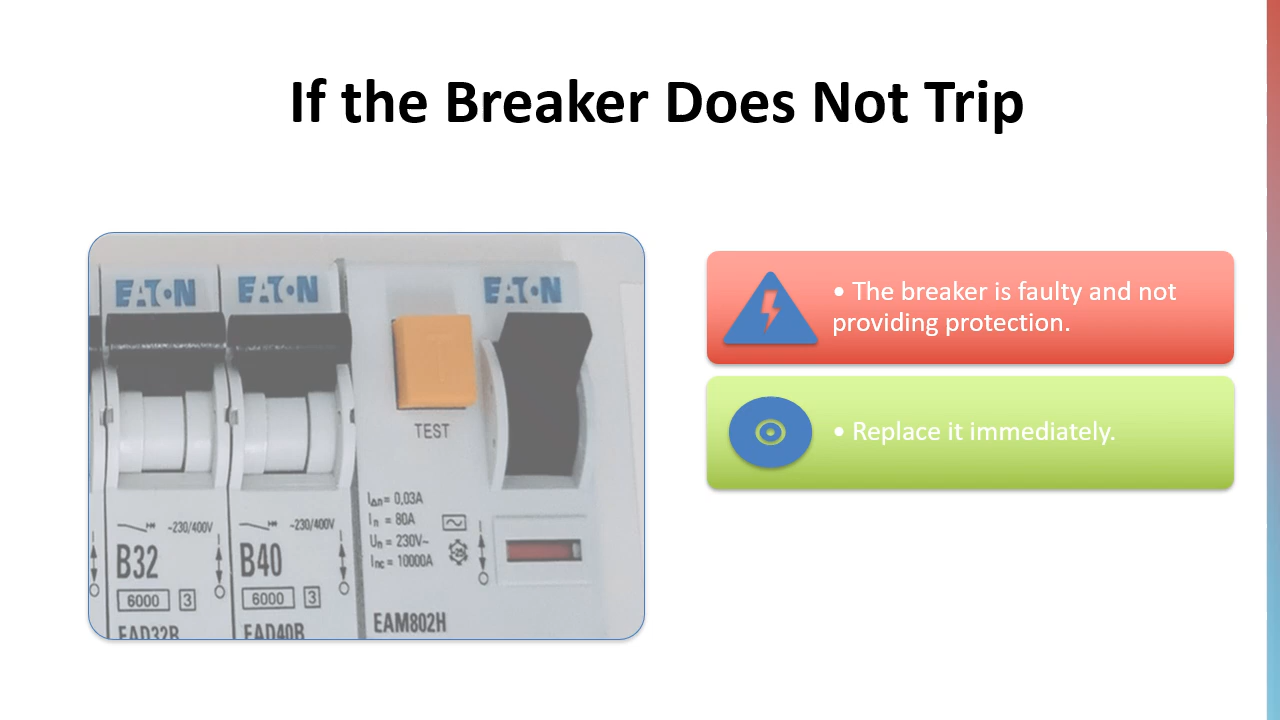 If the Breaker Does Not Trip
EATON
EATON
EATON
TEST
I∆n= 0,03A
In = 80A
Un = 230V~
Inc = 10000A
~230/400V
~230/400V
B32
B40
6000 3
6000 3
EAD32B
EAD40B
EAM802H
• The breaker is faulty and not
providing protection.
• Replace it immediately.